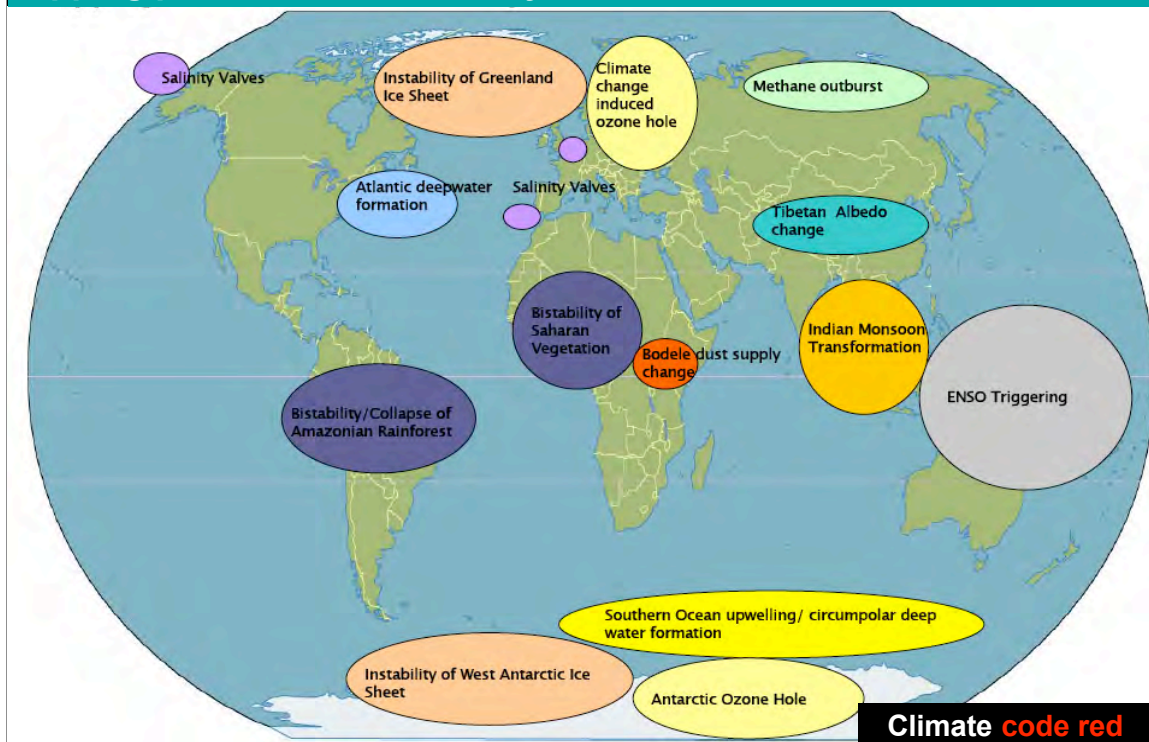 Salinity Valves
Instability of Greenland
Ice Sheet
Climate
change
induced
ozone hole
Methane outburst
Atlantic deepwater
formation
Salinity Valves
Tibetan Albedo
change
Bistability of
Saharan
Vegetation
Bodele dust supply
change
Indian Monsoon
Transformation
ENSO Triggering
Bistability/Collapse of
Amazonian Rainforest
Southern Ocean upwelling/ circumpolar deep
water formation
Instability of West Antarctic Ice
Sheet
Antarctic Ozone Hole
Climate code red